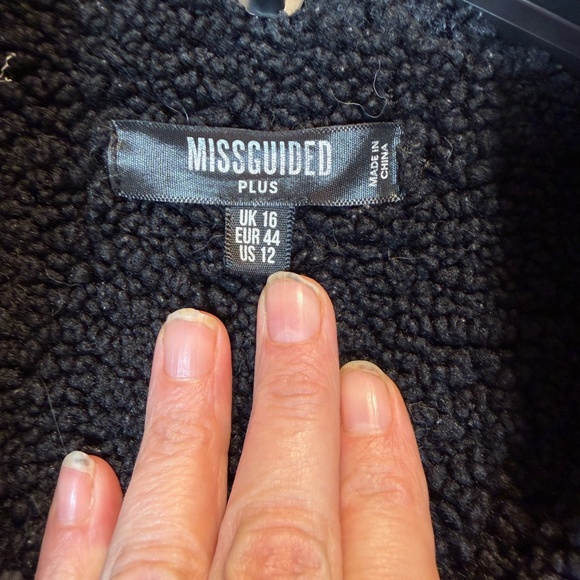 MISSGUIDED
PLUS
MADE IN
CHINA
UK 16
EUR 44
US 12